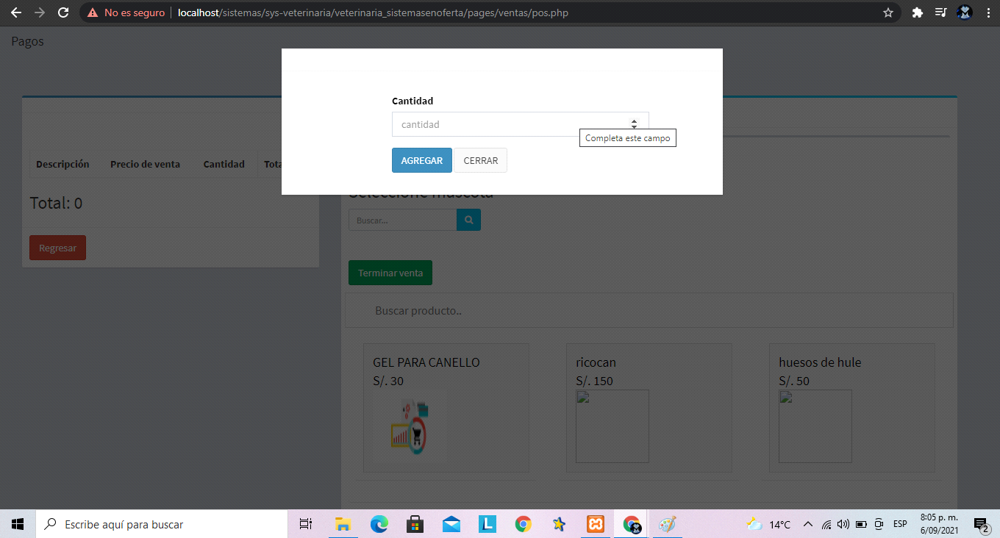 No es seguro
localhost/sistemas/sys-veterinaria/veterinaria_sistemasenoferta/pages/ventas/pos.php
Pagos
Cantidad
cantidad
Completa este campo
AGREGAR
CERRAR
Descripción Precio de venta Cantidad Tota
Total: 0
Regresar
Seleccione mascota
Buscar...
Terminar venta
Buscar producto..
GEL PARA CANELLO
S/. 30
ricocan
S/. 150
huesos de hule
S/. 50
Escribe aquí para buscar
L
14°C
ESP
8:05 p. m.
6/09/2021
2